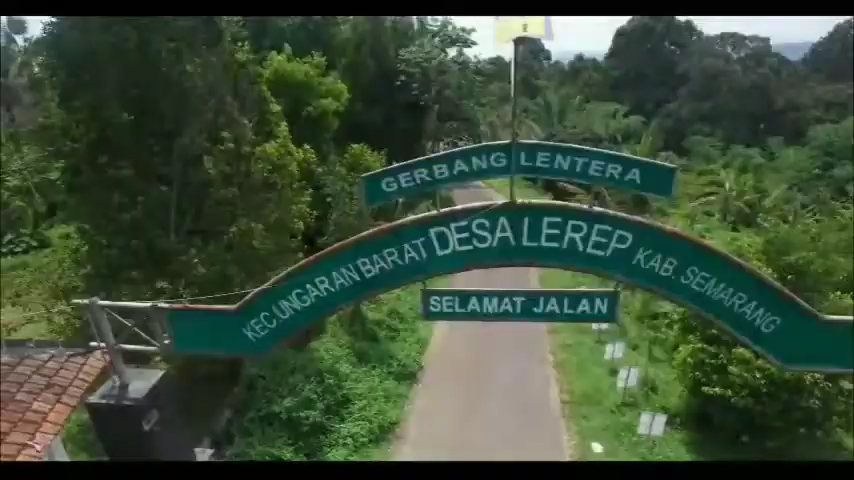 GERBANG LENTERA
KEC UNGARAN BARAT DESA LEREP KAB SEMARANG
SELAMAT JALAN